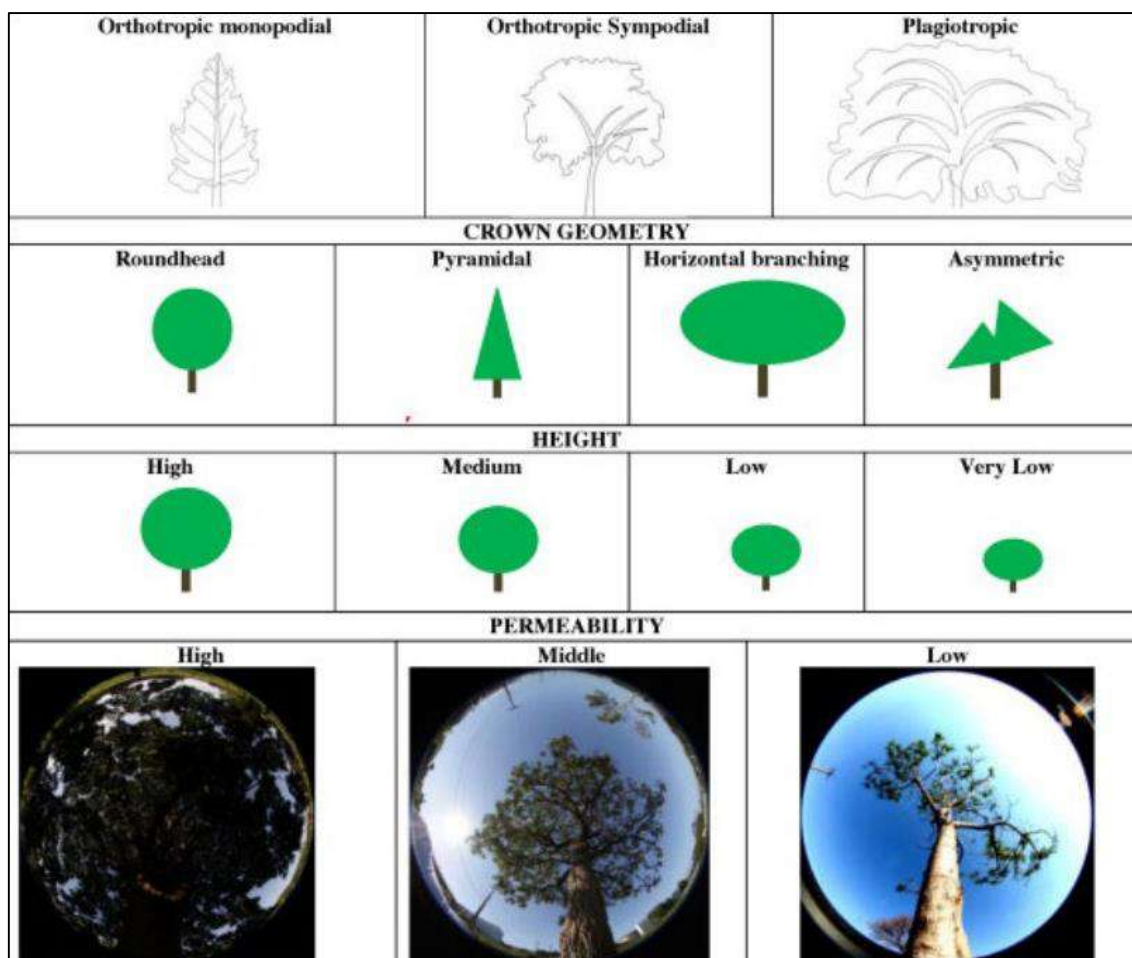 Orthotropic monopodial Orthotropic Sympodial Plagiotropic
CROWN GEOMETRY
Roundhead Pyramidal Horizontal branching Asymmetric
HEIGHT
High Medium Low Very Low
PERMEABILITY
High Middle Low